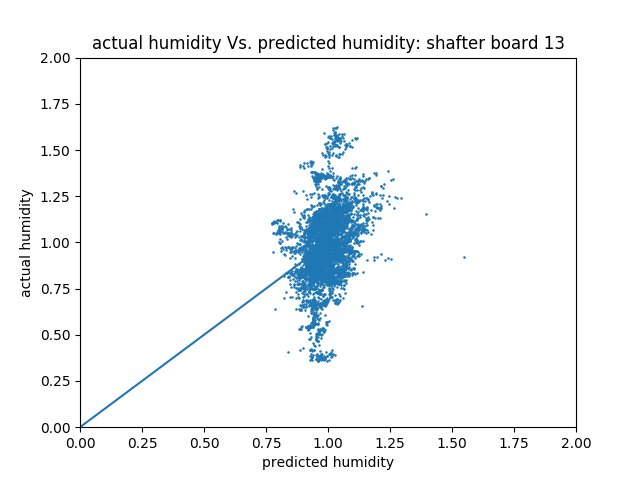 actual humidity Vs. predicted humidity: shafter board 13
2.00
1.75
1.50
1.25
1.00
0.75
0.50
0.25
0.00
actual humidity
0.00 0.25 0.50 0.75 1.00 1.25 1.50 1.75 2.00
predicted humidity